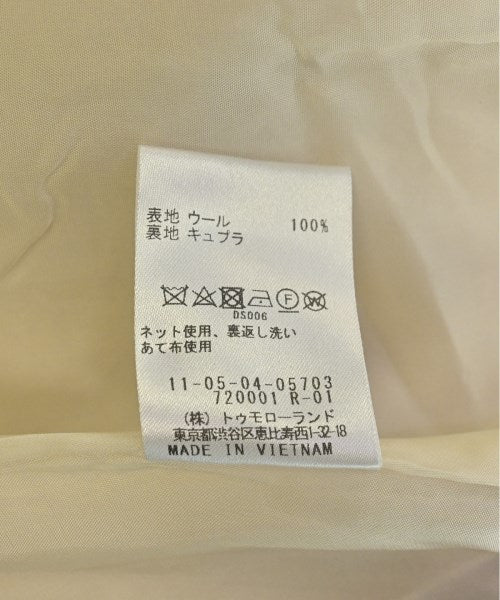 表地 ウール 100%
裏地 キュプラ
F W
DS006
ネット使用、裏返し洗い
あて布使用
11-05-04-05703
720001 R-01
(株) トゥモローランド
東京都渋谷区恵比寿西1-32-18
MADE IN VIETNAM